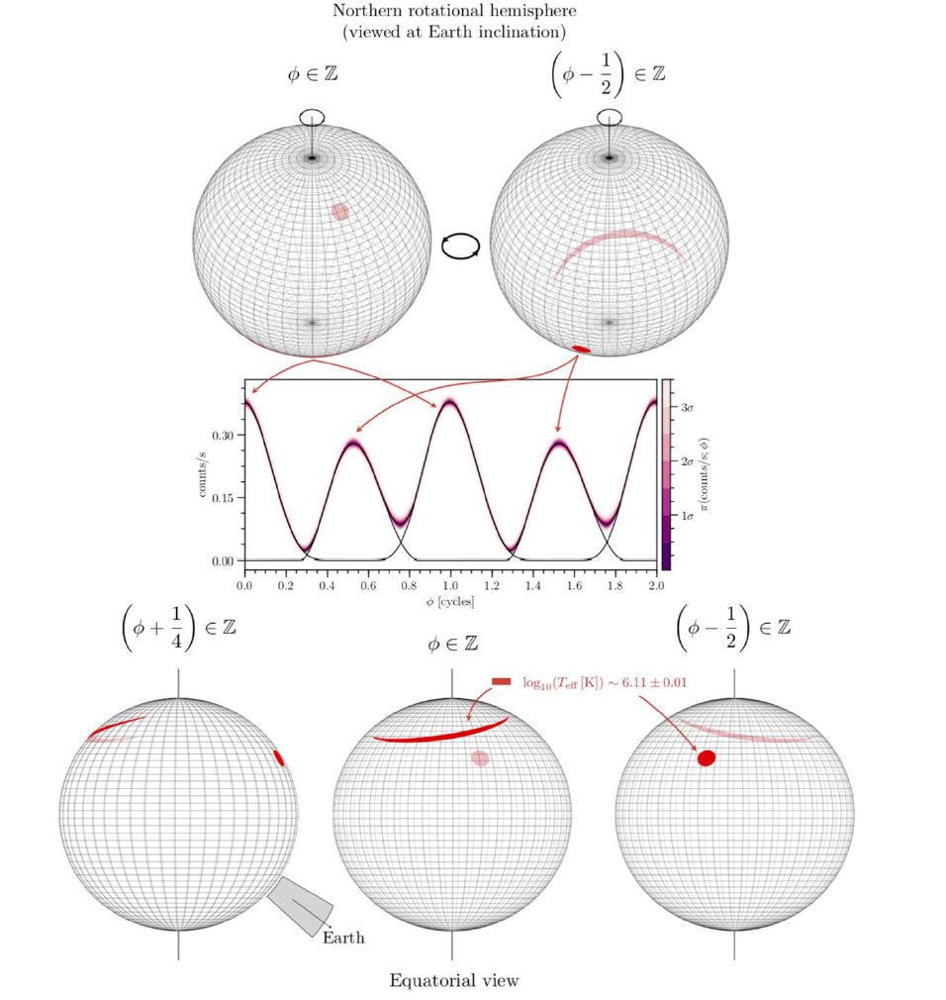 Northern rotational hemisphere
(viewed at Earth inclination)
ϕ ∈ ℤ
(ϕ − 1/2) ∈ ℤ
counts/s
0.30
0.15
0.00
0.0 0.2 0.4 0.6 0.8 1.0 1.2 1.4 1.6 1.8 2.0
ϕ [cycles]
3σ
2σ
1σ
π(counts/s; ϕ)
(ϕ + 1/4) ∈ ℤ
ϕ ∈ ℤ
(ϕ − 1/2) ∈ ℤ
log₁₀(T_eff [K]) ∼ 6.11 ± 0.01
Earth
Equatorial view